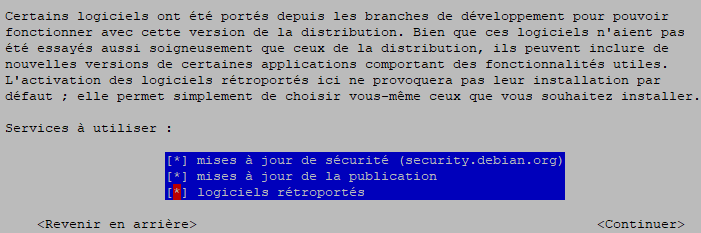 Certains logiciels ont été portés depuis les branches de développement pour pouvoir
fonctionner avec cette version de la distribution. Bien que ces logiciels n'aient pas
été essayés aussi soigneusement que ceux de la distribution, ils peuvent inclure de
nouvelles versions de certaines applications comportant des fonctionnalités utiles.
L'activation des logiciels rétroportés ici ne provoquera pas leur installation par
défaut ; elle permet simplement de choisir vous-même ceux que vous souhaitez installer.
Services à utiliser :
[*] mises à jour de sécurité (security.debian.org)
[*] mises à jour de la publication
[*] logiciels rétroportés
<Revenir en arrière> <Continuer>